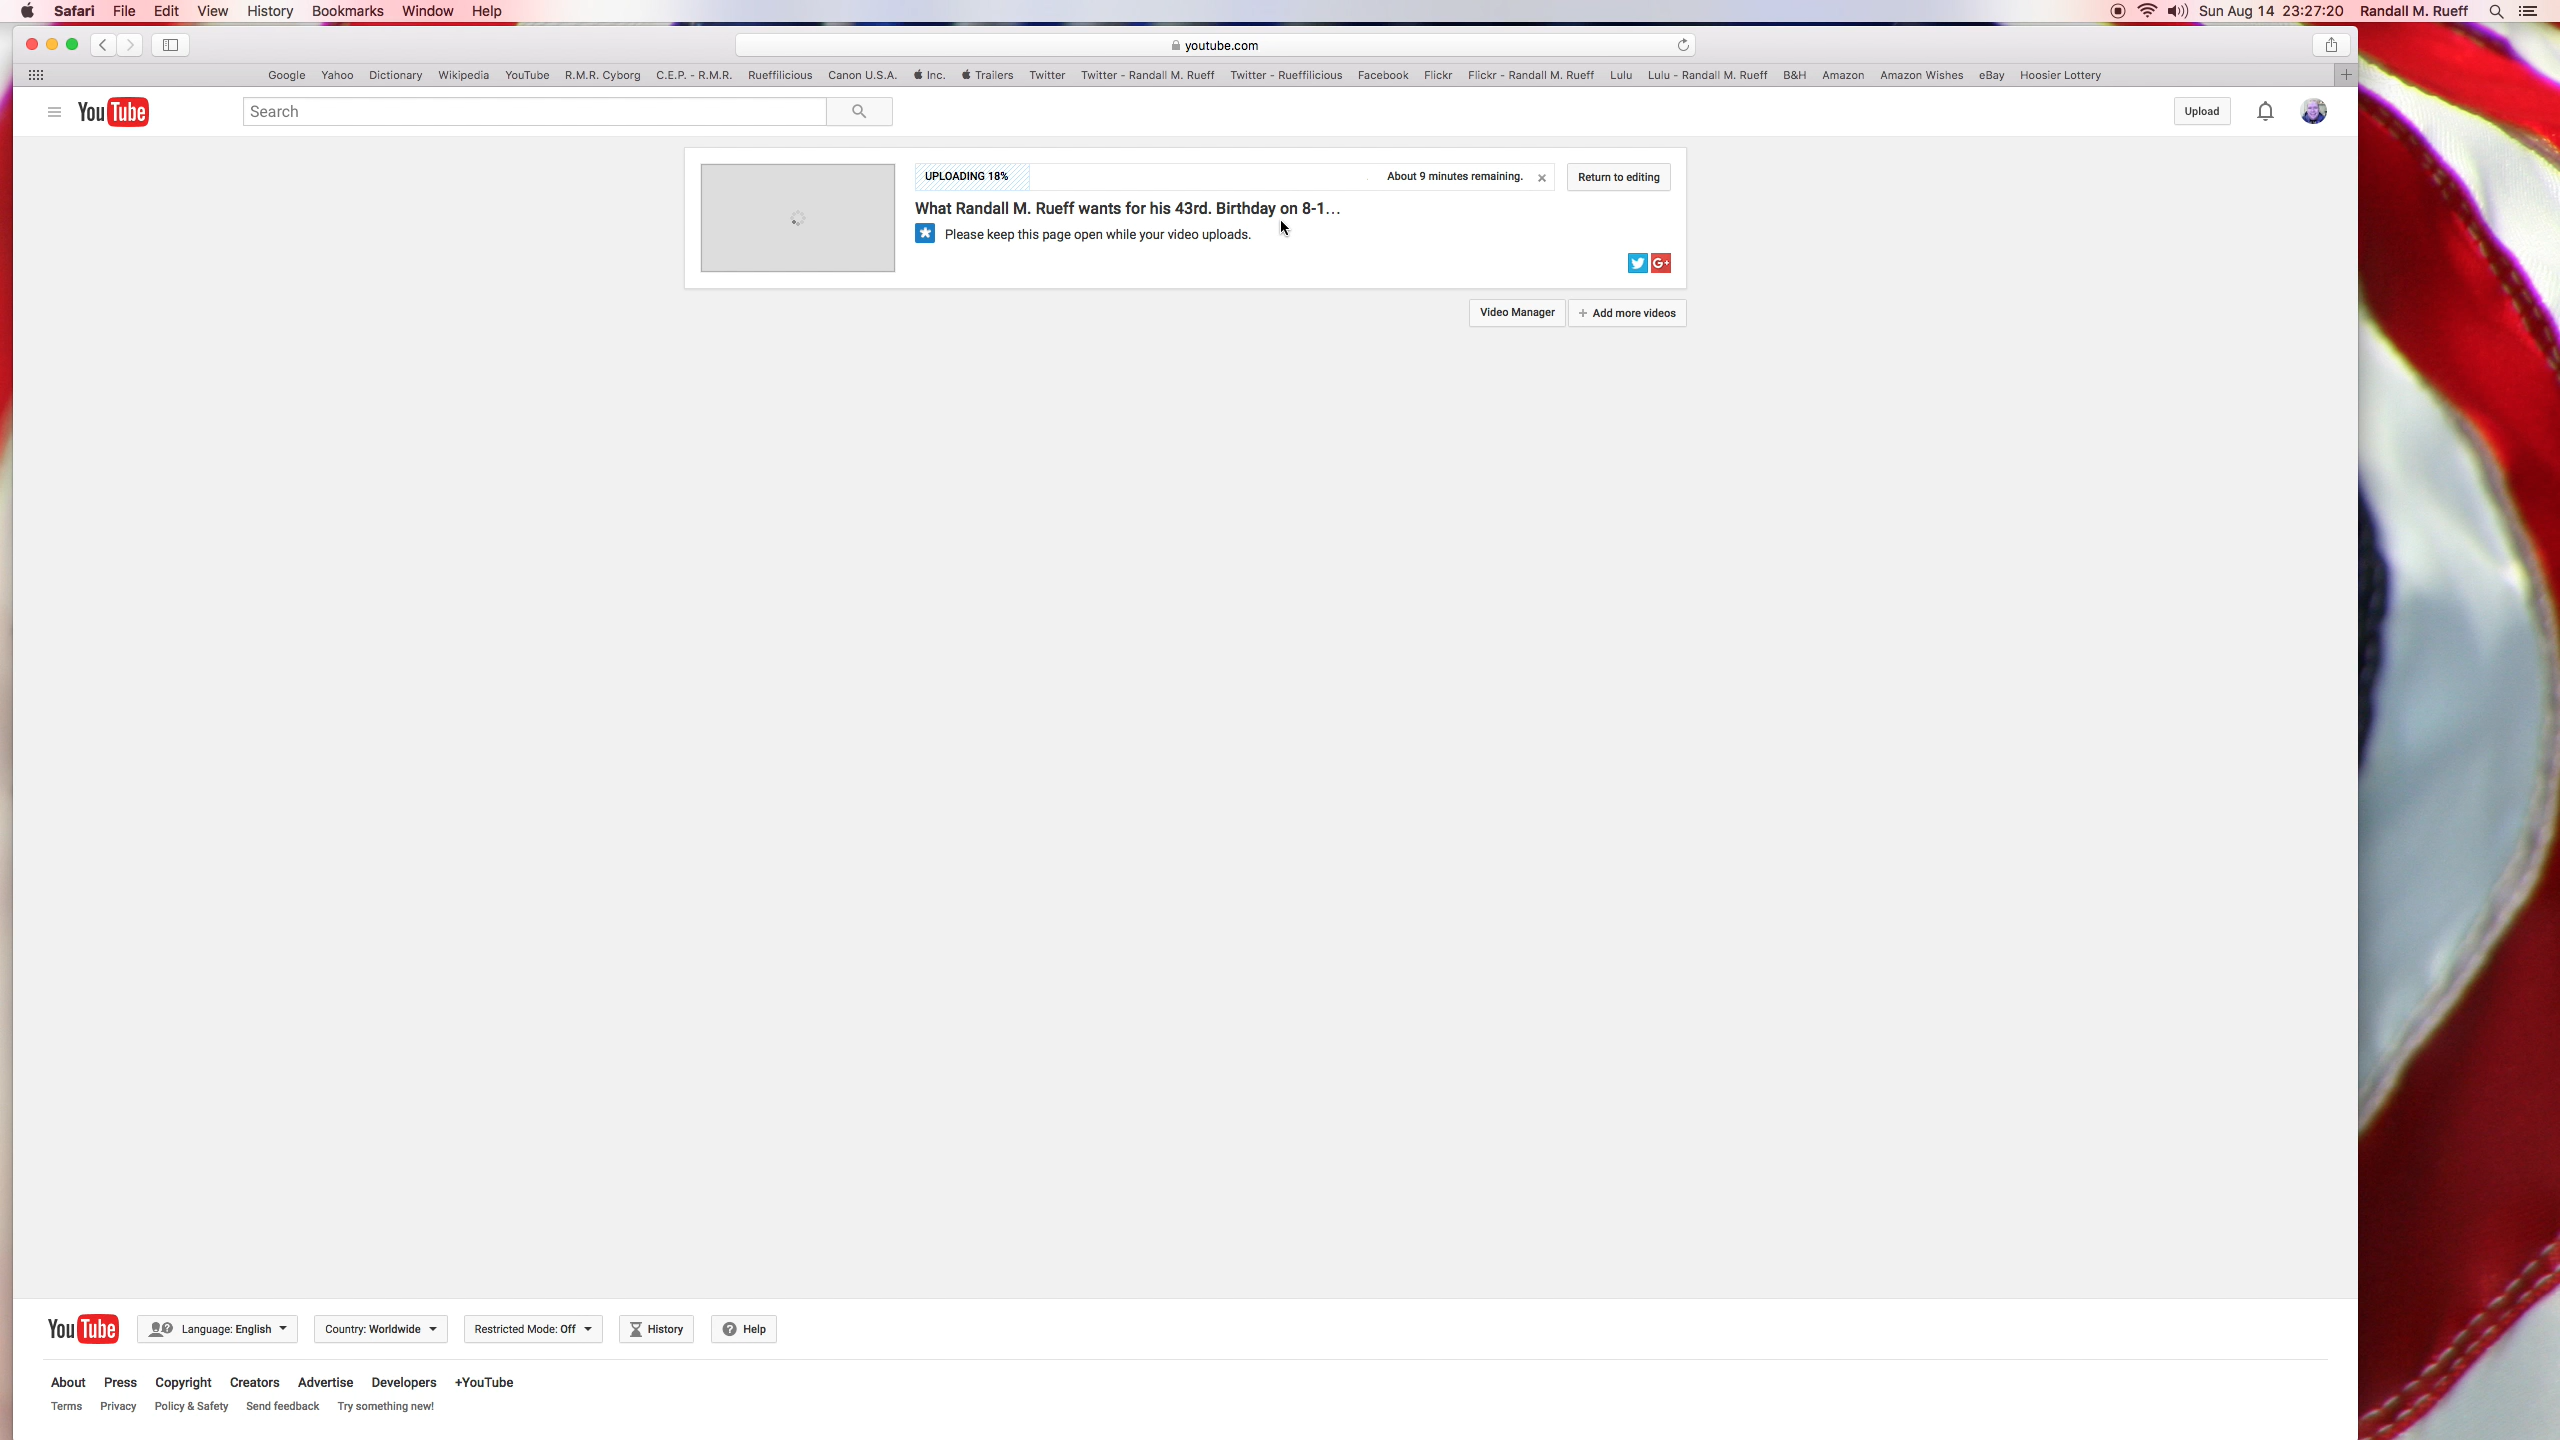 Safari File Edit View History Bookmarks Window Help Sun Aug 14 23:27:20 Randall M. Rueff
youtube.com
Google Yahoo Dictionary Wikipedia YouTube R.M.R. Cyborg C.E.P. - R.M.R. Rueffilicious Canon U.S.A. Inc. Trailers Twitter Twitter - Randall M. Rueff Twitter - Rueffilicious Facebook Flickr Flickr - Randall M. Rueff Lulu Lulu - Randall M. Rueff B&H Amazon Amazon Wishes eBay Hoosier Lottery
YouTube Search Upload
UPLOADING 18% About 9 minutes remaining. × Return to editing
What Randall M. Rueff wants for his 43rd. Birthday on 8-1...
Please keep this page open while your video uploads.
G+
Video Manager + Add more videos
YouTube Language: English Country: Worldwide Restricted Mode: Off History Help
About Press Copyright Creators Advertise Developers +YouTube
Terms Privacy Policy & Safety Send feedback Try something new!